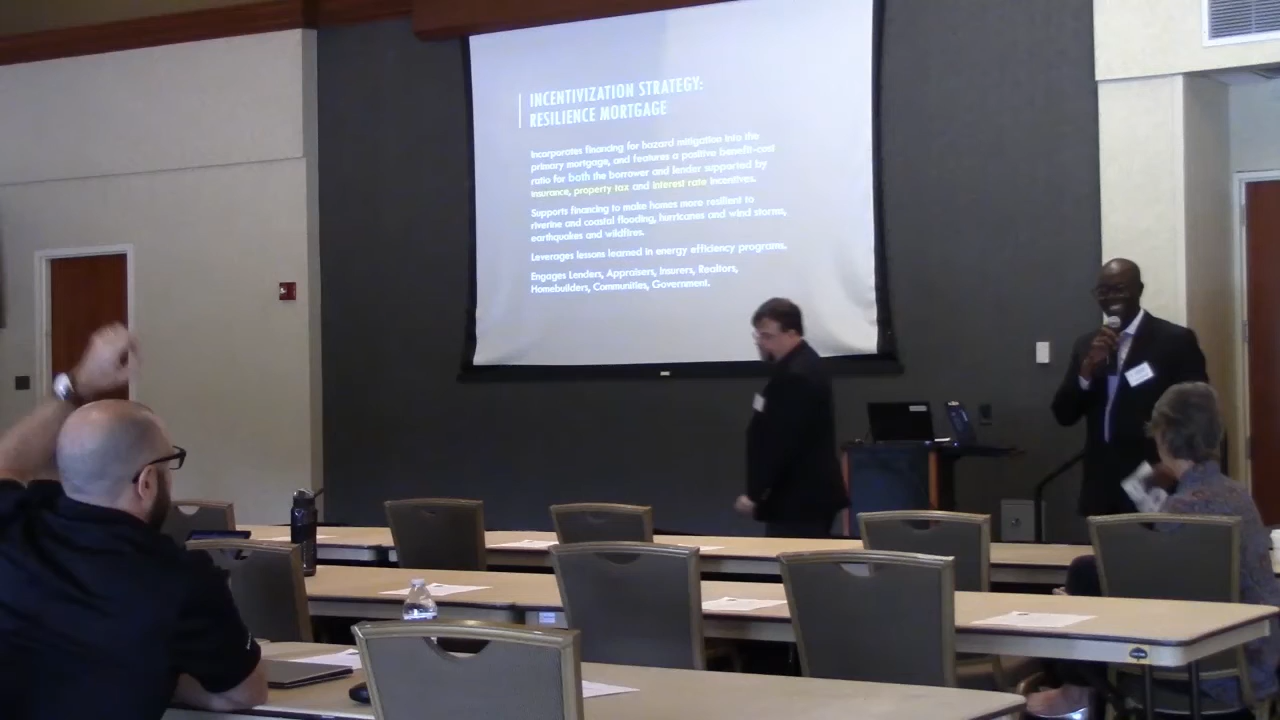 INCENTIVIZATION STRATEGY:
RESILIENCE MORTGAGE
Incorporates financing for hazard mitigation into the
primary mortgage, and features a positive benefit-cost
ratio for both the borrower and lender supported by
insurance, property tax and interest rate incentives.
Supports financing to make homes more resilient to
riverine and coastal flooding, hurricanes and wind storms,
earthquakes and wildfires.
Leverages lessons learned in energy efficiency programs.
Engages Lenders, Appraisers, Insurers, Realtors,
Homebuilders, Communities, Government.